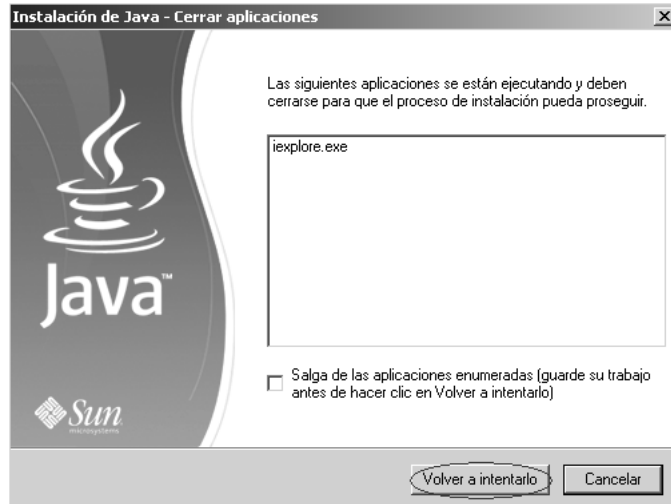 Instalación de Java - Cerrar aplicaciones
Las siguientes aplicaciones se están ejecutando y deben
cerrarse para que el proceso de instalación pueda proseguir.
iexplore.exe
Java™
Salga de las aplicaciones enumeradas (guarde su trabajo
antes de hacer clic en Volver a intentarlo)
Sun
microsystems
Volver a intentarlo
Cancelar